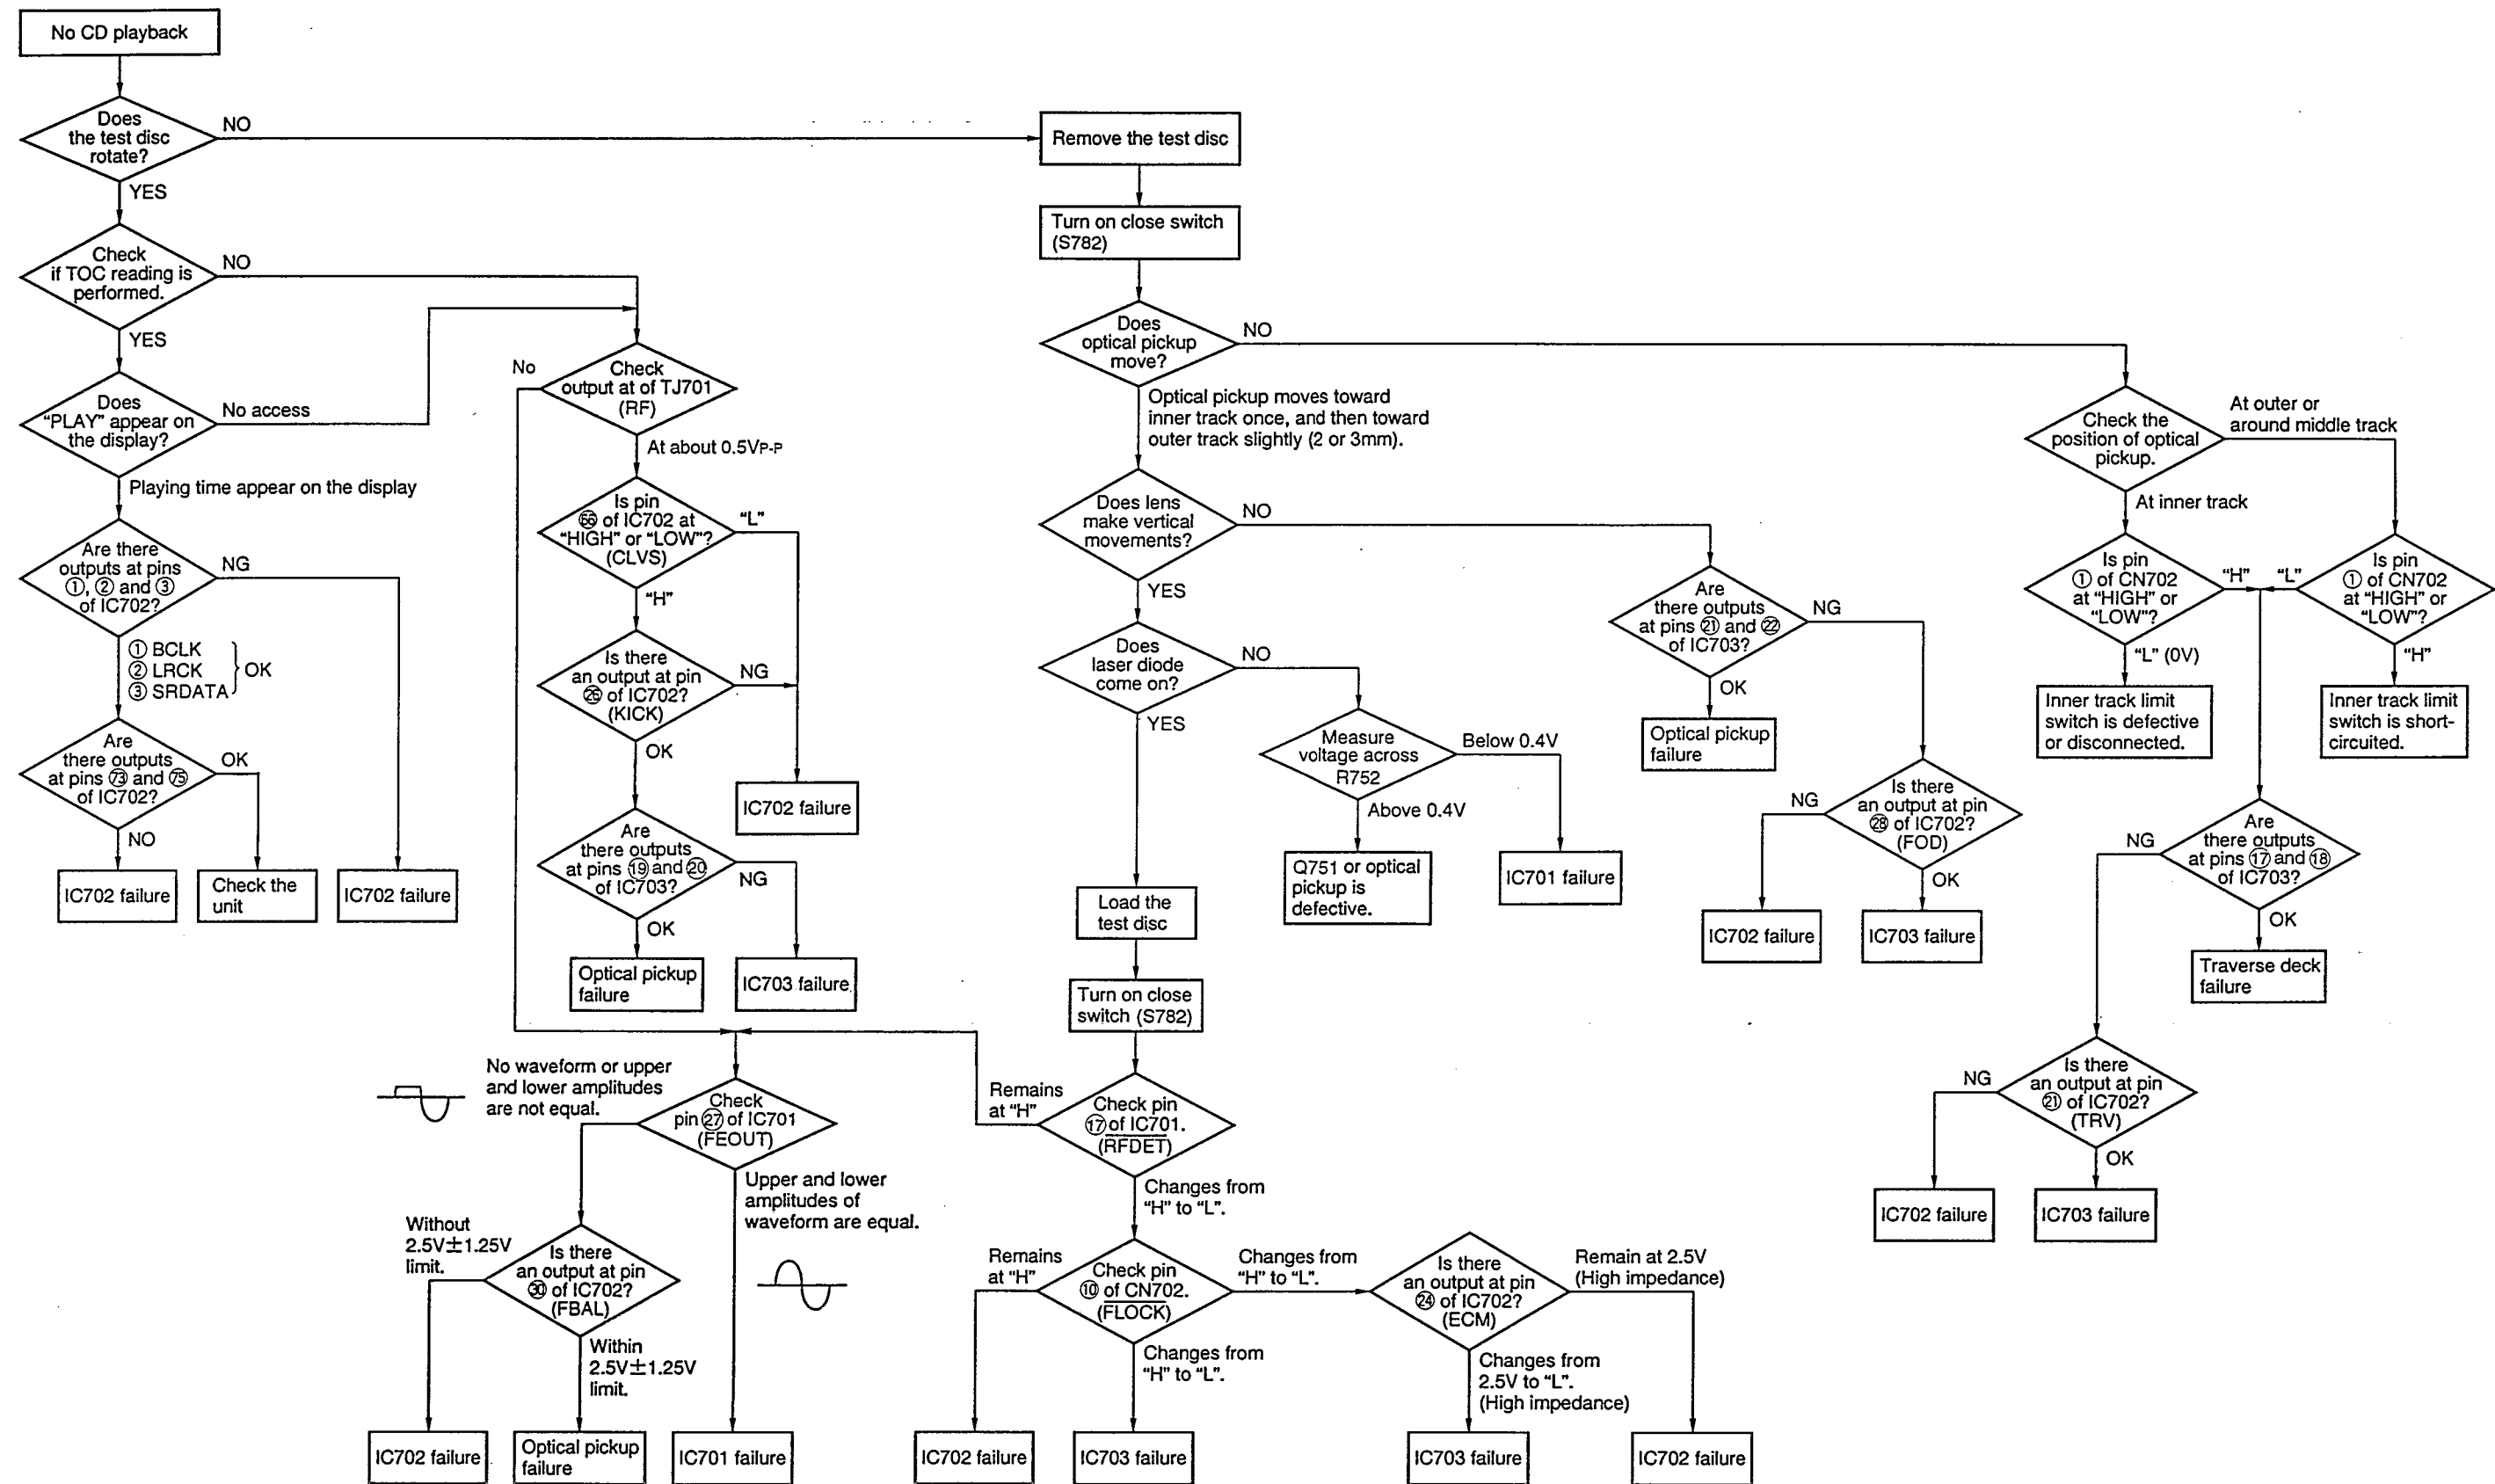 No CD playback
Does
the test disc
rotate?
NO
YES
Check
if TOC reading is
performed.
NO
YES
Does
“PLAY” appear on
the display?
No access
Playing time appear on the display
Are there
outputs at pins
①, ② and ③
of IC702?
NG
① BCLK
② LRCK
③ SRDATA
OK
Are
there outputs
at pins 73 and 75
of IC702?
OK
NO
IC702 failure
Check the
unit
IC702 failure
No
Check
output at of TJ701
(RF)
At about 0.5VP-P
Is pin
of IC702 at
“HIGH” or “LOW”?
(CLVS)
“L”
“H”
Is there
an output at pin
㉖ of IC702?
(KICK)
NG
OK
IC702 failure
Are
there outputs
at pins ⑲ and ⑳
of IC703?
NG
OK
Optical pickup
failure
IC703 failure
No waveform or upper
and lower amplitudes
are not equal.
Check
pin ㉗ of IC701
(FEOUT)
Upper and lower
amplitudes of
waveform are equal.
Without
2.5V±1.25V
limit.
Is there
an output at pin
㉚ of IC702?
(FBAL)
Within
2.5V±1.25V
limit.
IC702 failure
Optical pickup
failure
IC701 failure
Remove the test disc
Turn on close switch
(S782)
Does
optical pickup
move?
NO
Optical pickup moves toward
inner track once, and then toward
outer track slightly (2 or 3mm).
Does lens
make vertical
movements?
NO
YES
Does
laser diode
come on?
NO
YES
Measure
voltage across
R752
Below 0.4V
Above 0.4V
Q751 or optical
pickup is
defective.
IC701 failure
Load the
test disc
Turn on close
switch (S782)
Remains
at “H”
Check pin
⑰ of IC701.
(RFDET)
Changes from
“H” to “L”.
Remains
at “H”
Check pin
⑩ of CN702.
(FLOCK)
Changes from
“H” to “L”.
Changes from
“H” to “L”.
Is there
an output at pin
㉔ of IC702?
(ECM)
Remain at 2.5V
(High impedance)
Changes from
2.5V to “L”.
(High impedance)
IC702 failure
IC703 failure
IC703 failure
IC702 failure
Are
there outputs
at pins ㉑ and ㉒
of IC703?
NG
OK
Optical pickup
failure
Is there
an output at pin
㉘ of IC702?
(FOD)
NG
OK
IC702 failure
IC703 failure
Check the
position of optical
pickup.
At outer or
around middle track
At inner track
Is pin
① of CN702
at “HIGH” or
“LOW”?
“H”
“L”
Is pin
① of CN702
at “HIGH” or
“LOW”?
“L” (0V)
“H”
Inner track limit
switch is defective
or disconnected.
Inner track limit
switch is short-
circuited.
Are
there outputs
at pins ⑰ and ⑱
of IC703?
NG
OK
Traverse deck
failure
Is there
an output at pin
㉑ of IC702?
(TRV)
NG
OK
IC702 failure
IC703 failure